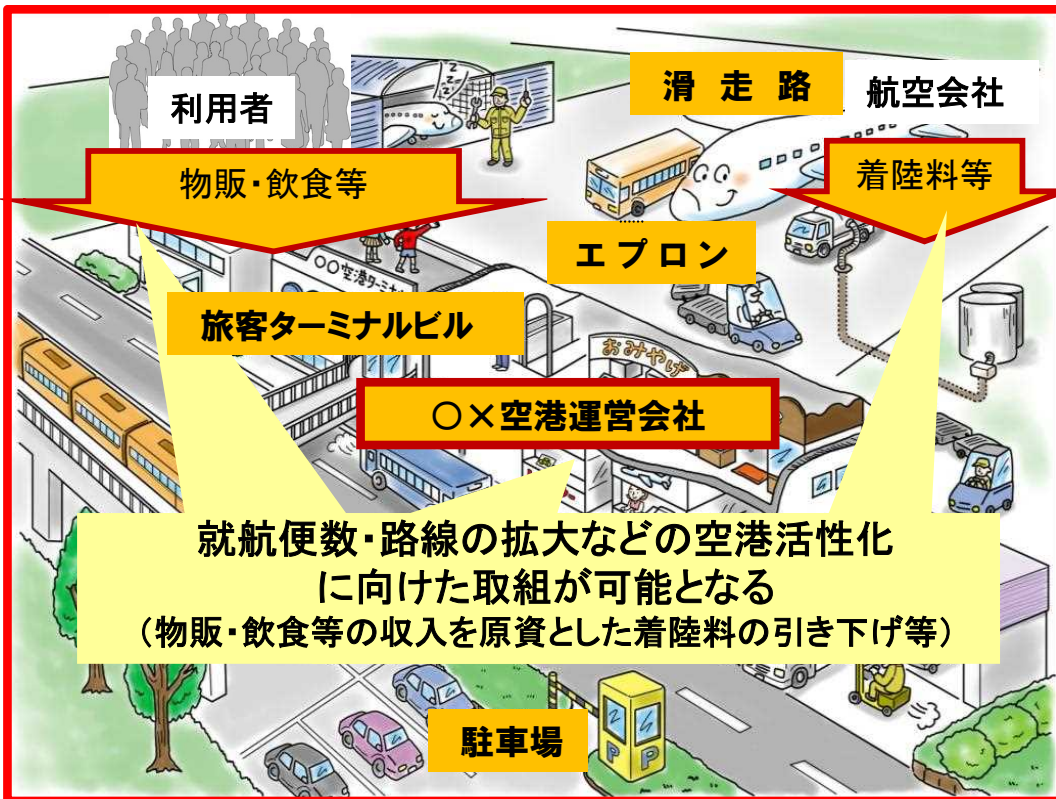 利用者
滑走路
航空会社
物販・飲食等
着陸料等
エプロン
○○空港ターミナル
旅客ターミナルビル
おみやげ
○×空港運営会社
就航便数・路線の拡大などの空港活性化
に向けた取組が可能となる
（物販・飲食等の収入を原資とした着陸料の引き下げ等）
駐車場
P
P